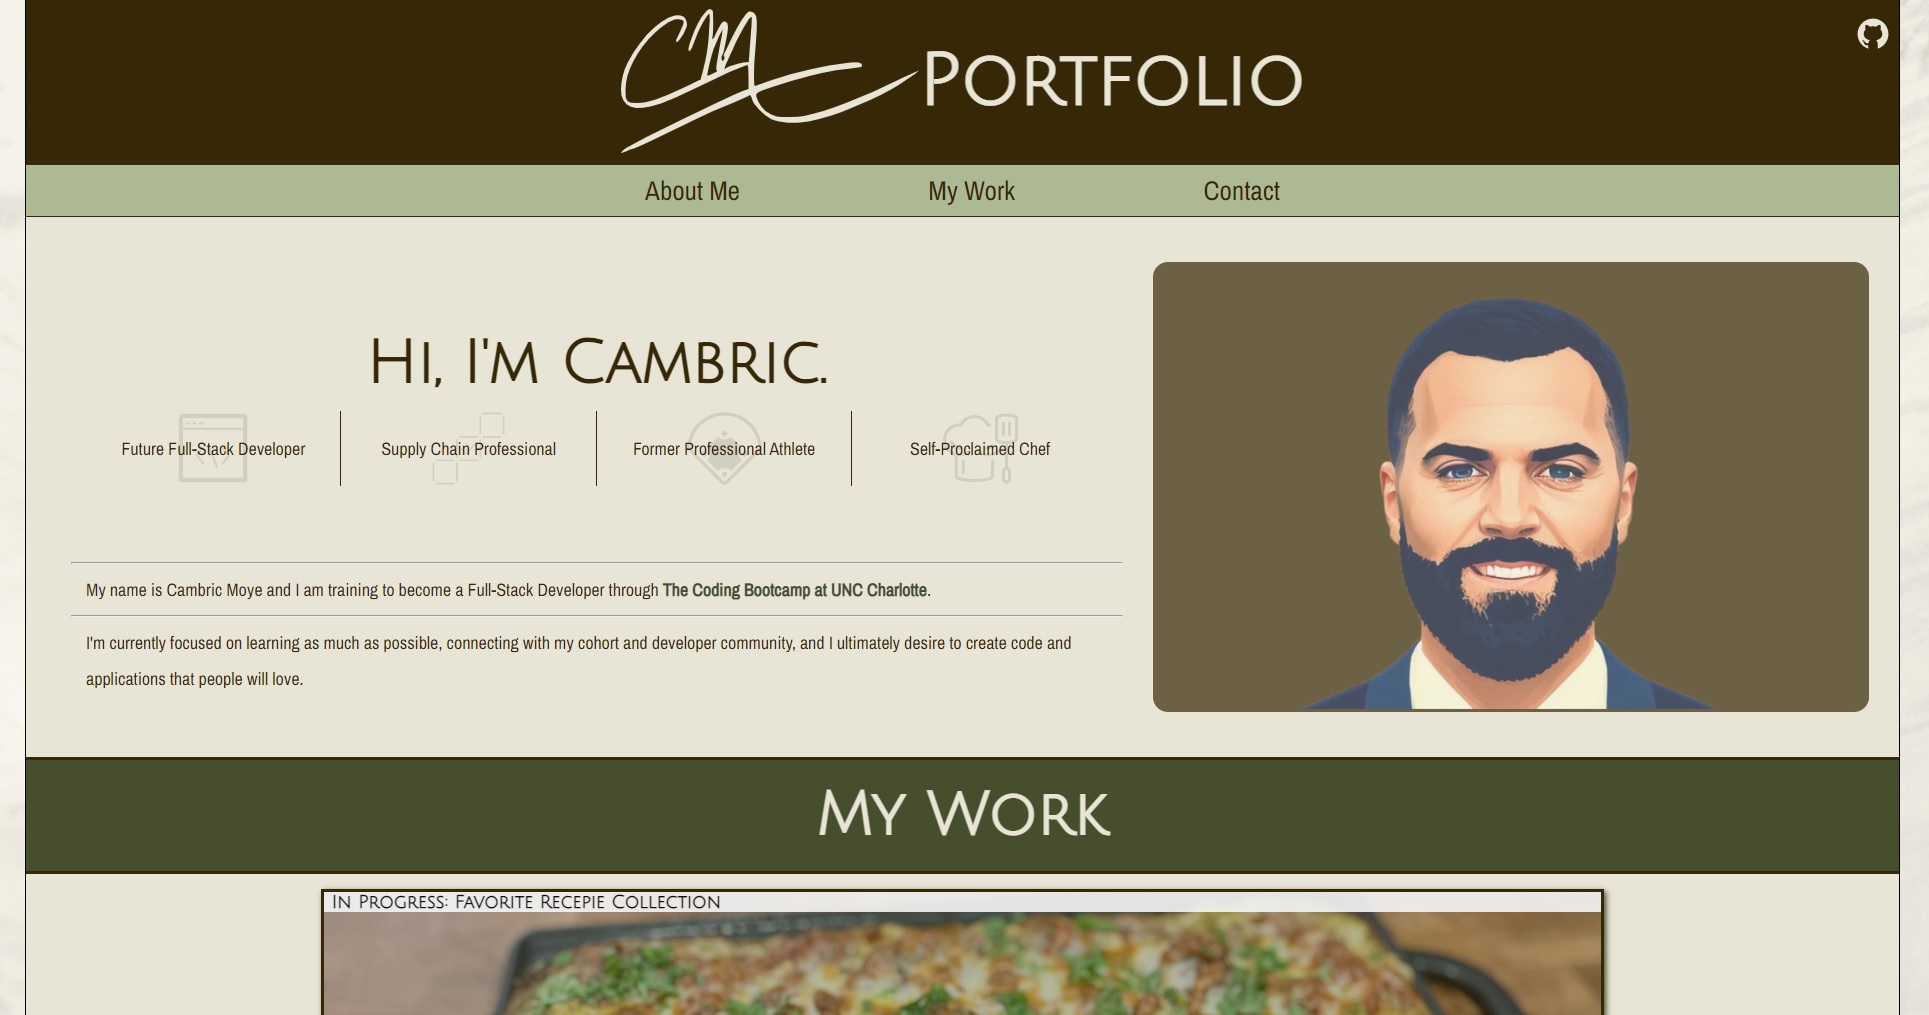 CM PORTFOLIO
About Me My Work Contact
HI, I'M CAMBRIC.
Future Full-Stack Developer Supply Chain Professional Former Professional Athlete Self-Proclaimed Chef
My name is Cambric Moye and I am training to become a Full-Stack Developer through The Coding Bootcamp at UNC Charlotte.
I'm currently focused on learning as much as possible, connecting with my cohort and developer community, and I ultimately desire to create code and
applications that people will love.
MY WORK
IN PROGRESS: FAVORITE RECEPIE COLLECTION